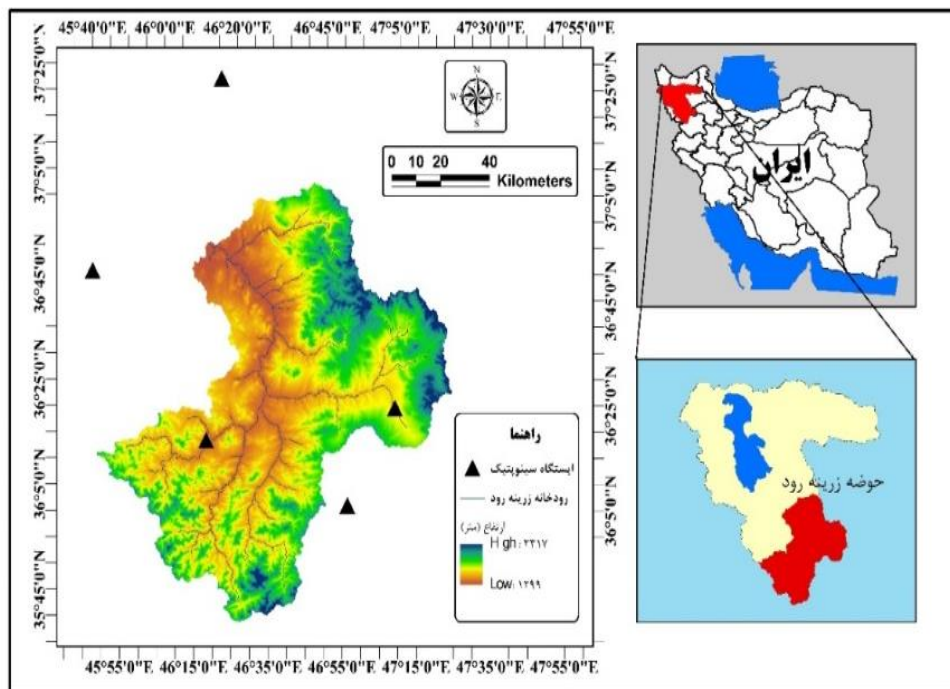 45°40'0"E 46°0'0"E 46°20'0"E 46°45'0"E 47°5'0"E 47°30'0"E 47°55'0"E
37°25'0"N
37°5'0"N
36°45'0"N
36°25'0"N
36°5'0"N
35°45'0"N
N
W E
S
0 10 20 40
Kilometers
راهنما
ایستگاه سینوپتیک
رودخانه زرینه رود
ارتفاع (متر)
High : ۳۳۱۷
Low : ۱۲۹۹
37°25'0"N
37°5'0"N
36°45'0"N
36°25'0"N
36°5'0"N
45°55'0"E 46°15'0"E 46°35'0"E 46°55'0"E 47°15'0"E 47°35'0"E 47°55'0"E
ایران
حوضه زرینه رود